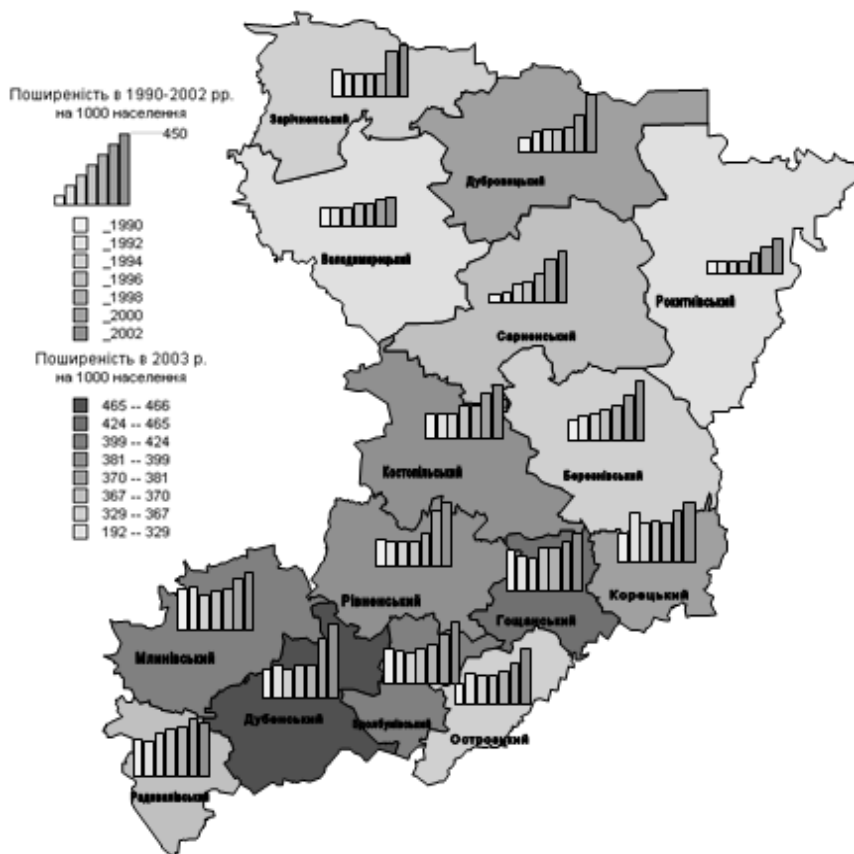 Поширеність в 1990-2002 рр.
на 1000 населення
450
_1990
_1992
_1994
_1996
_1998
_2000
_2002
Поширеність в 2003 р.
на 1000 населення
465 -- 466
424 -- 465
399 -- 424
381 -- 399
370 -- 381
367 -- 370
329 -- 367
192 -- 329
Зарічненський
Дубровицький
Володимирецький
Рокитнівський
Сарненський
Костопільський
Березнівський
Рівненський
Гощанський
Корецький
Млинівський
Дубенський
Острозький
Радивилівський